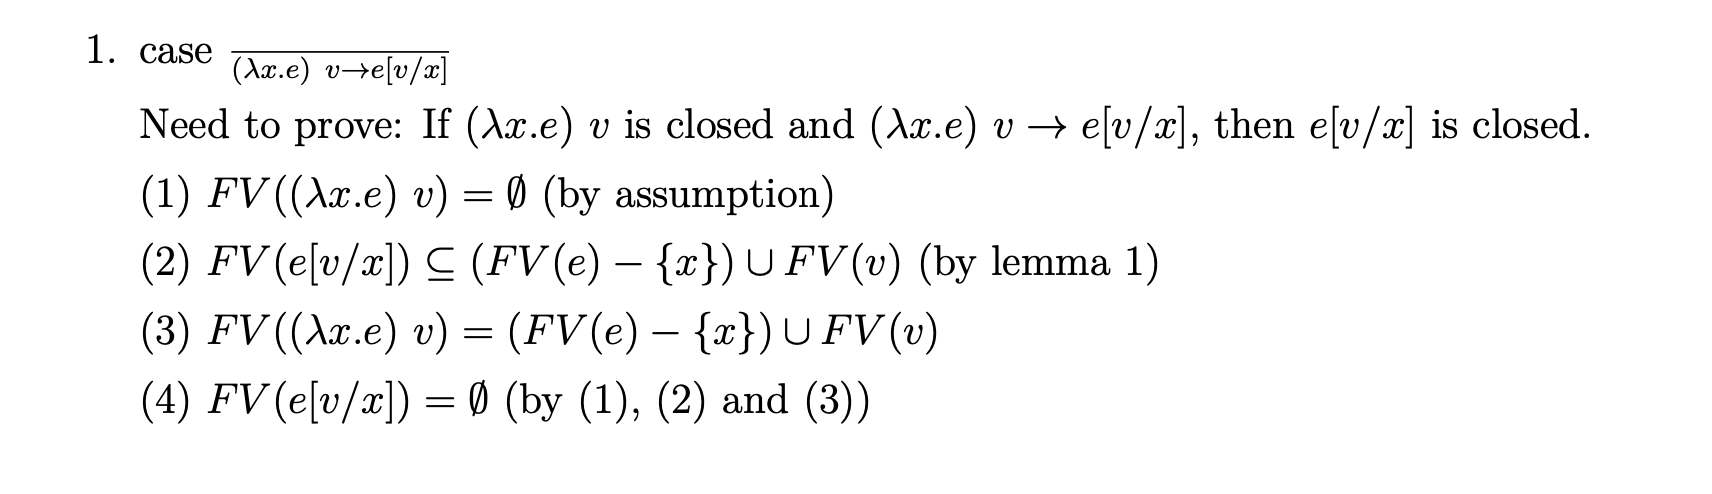 1. case (λx.e) v→e[v/x]
Need to prove: If (λx.e) v is closed and (λx.e) v → e[v/x], then e[v/x] is closed.
(1) FV((λx.e) v) = ∅ (by assumption)
(2) FV(e[v/x]) ⊆ (FV(e) − {x}) ∪ FV(v) (by lemma 1)
(3) FV((λx.e) v) = (FV(e) − {x}) ∪ FV(v)
(4) FV(e[v/x]) = ∅ (by (1), (2) and (3))